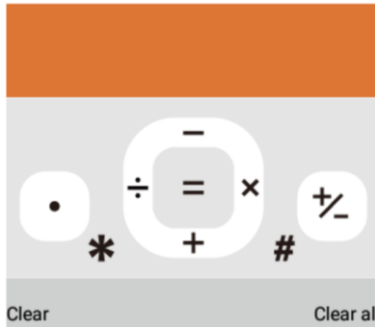 −
• ÷ = × +/−
* + #
Clear Clear al